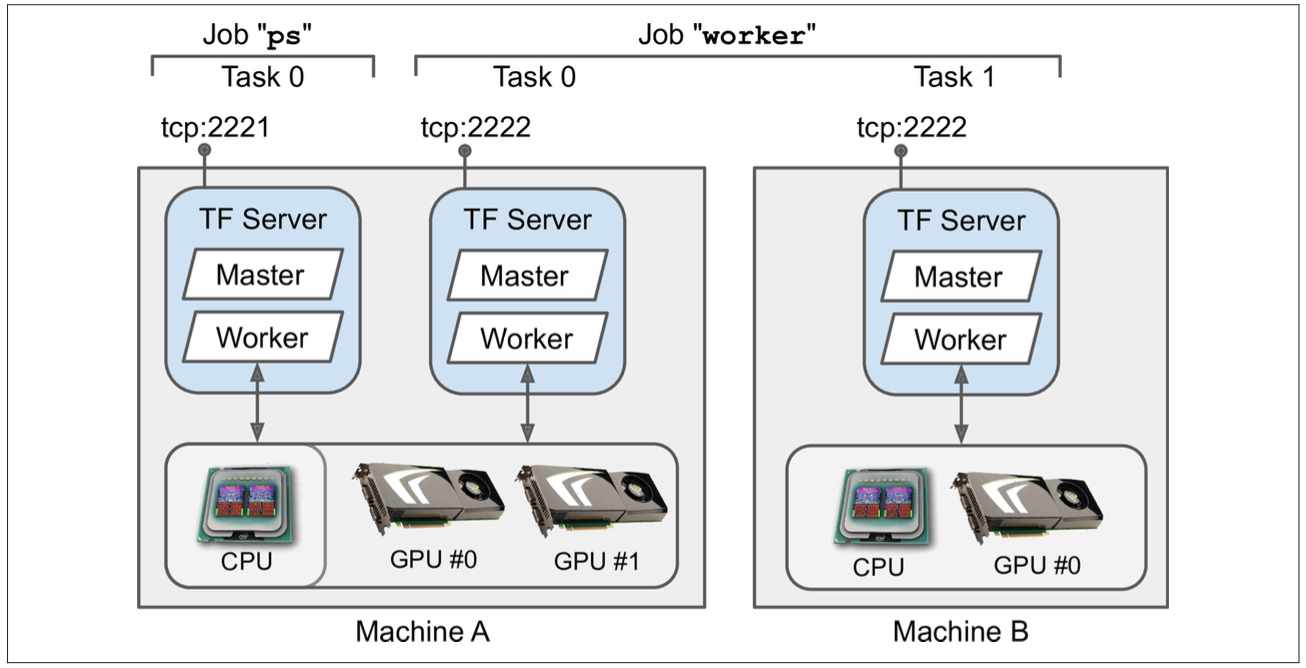 Job "ps"
Job "worker"
Task 0
Task 0
Task 1
tcp:2221
tcp:2222
tcp:2222
TF Server
Master
Worker
TF Server
Master
Worker
TF Server
Master
Worker
CPU
GPU #0
GPU #1
CPU
GPU #0
Machine A
Machine B